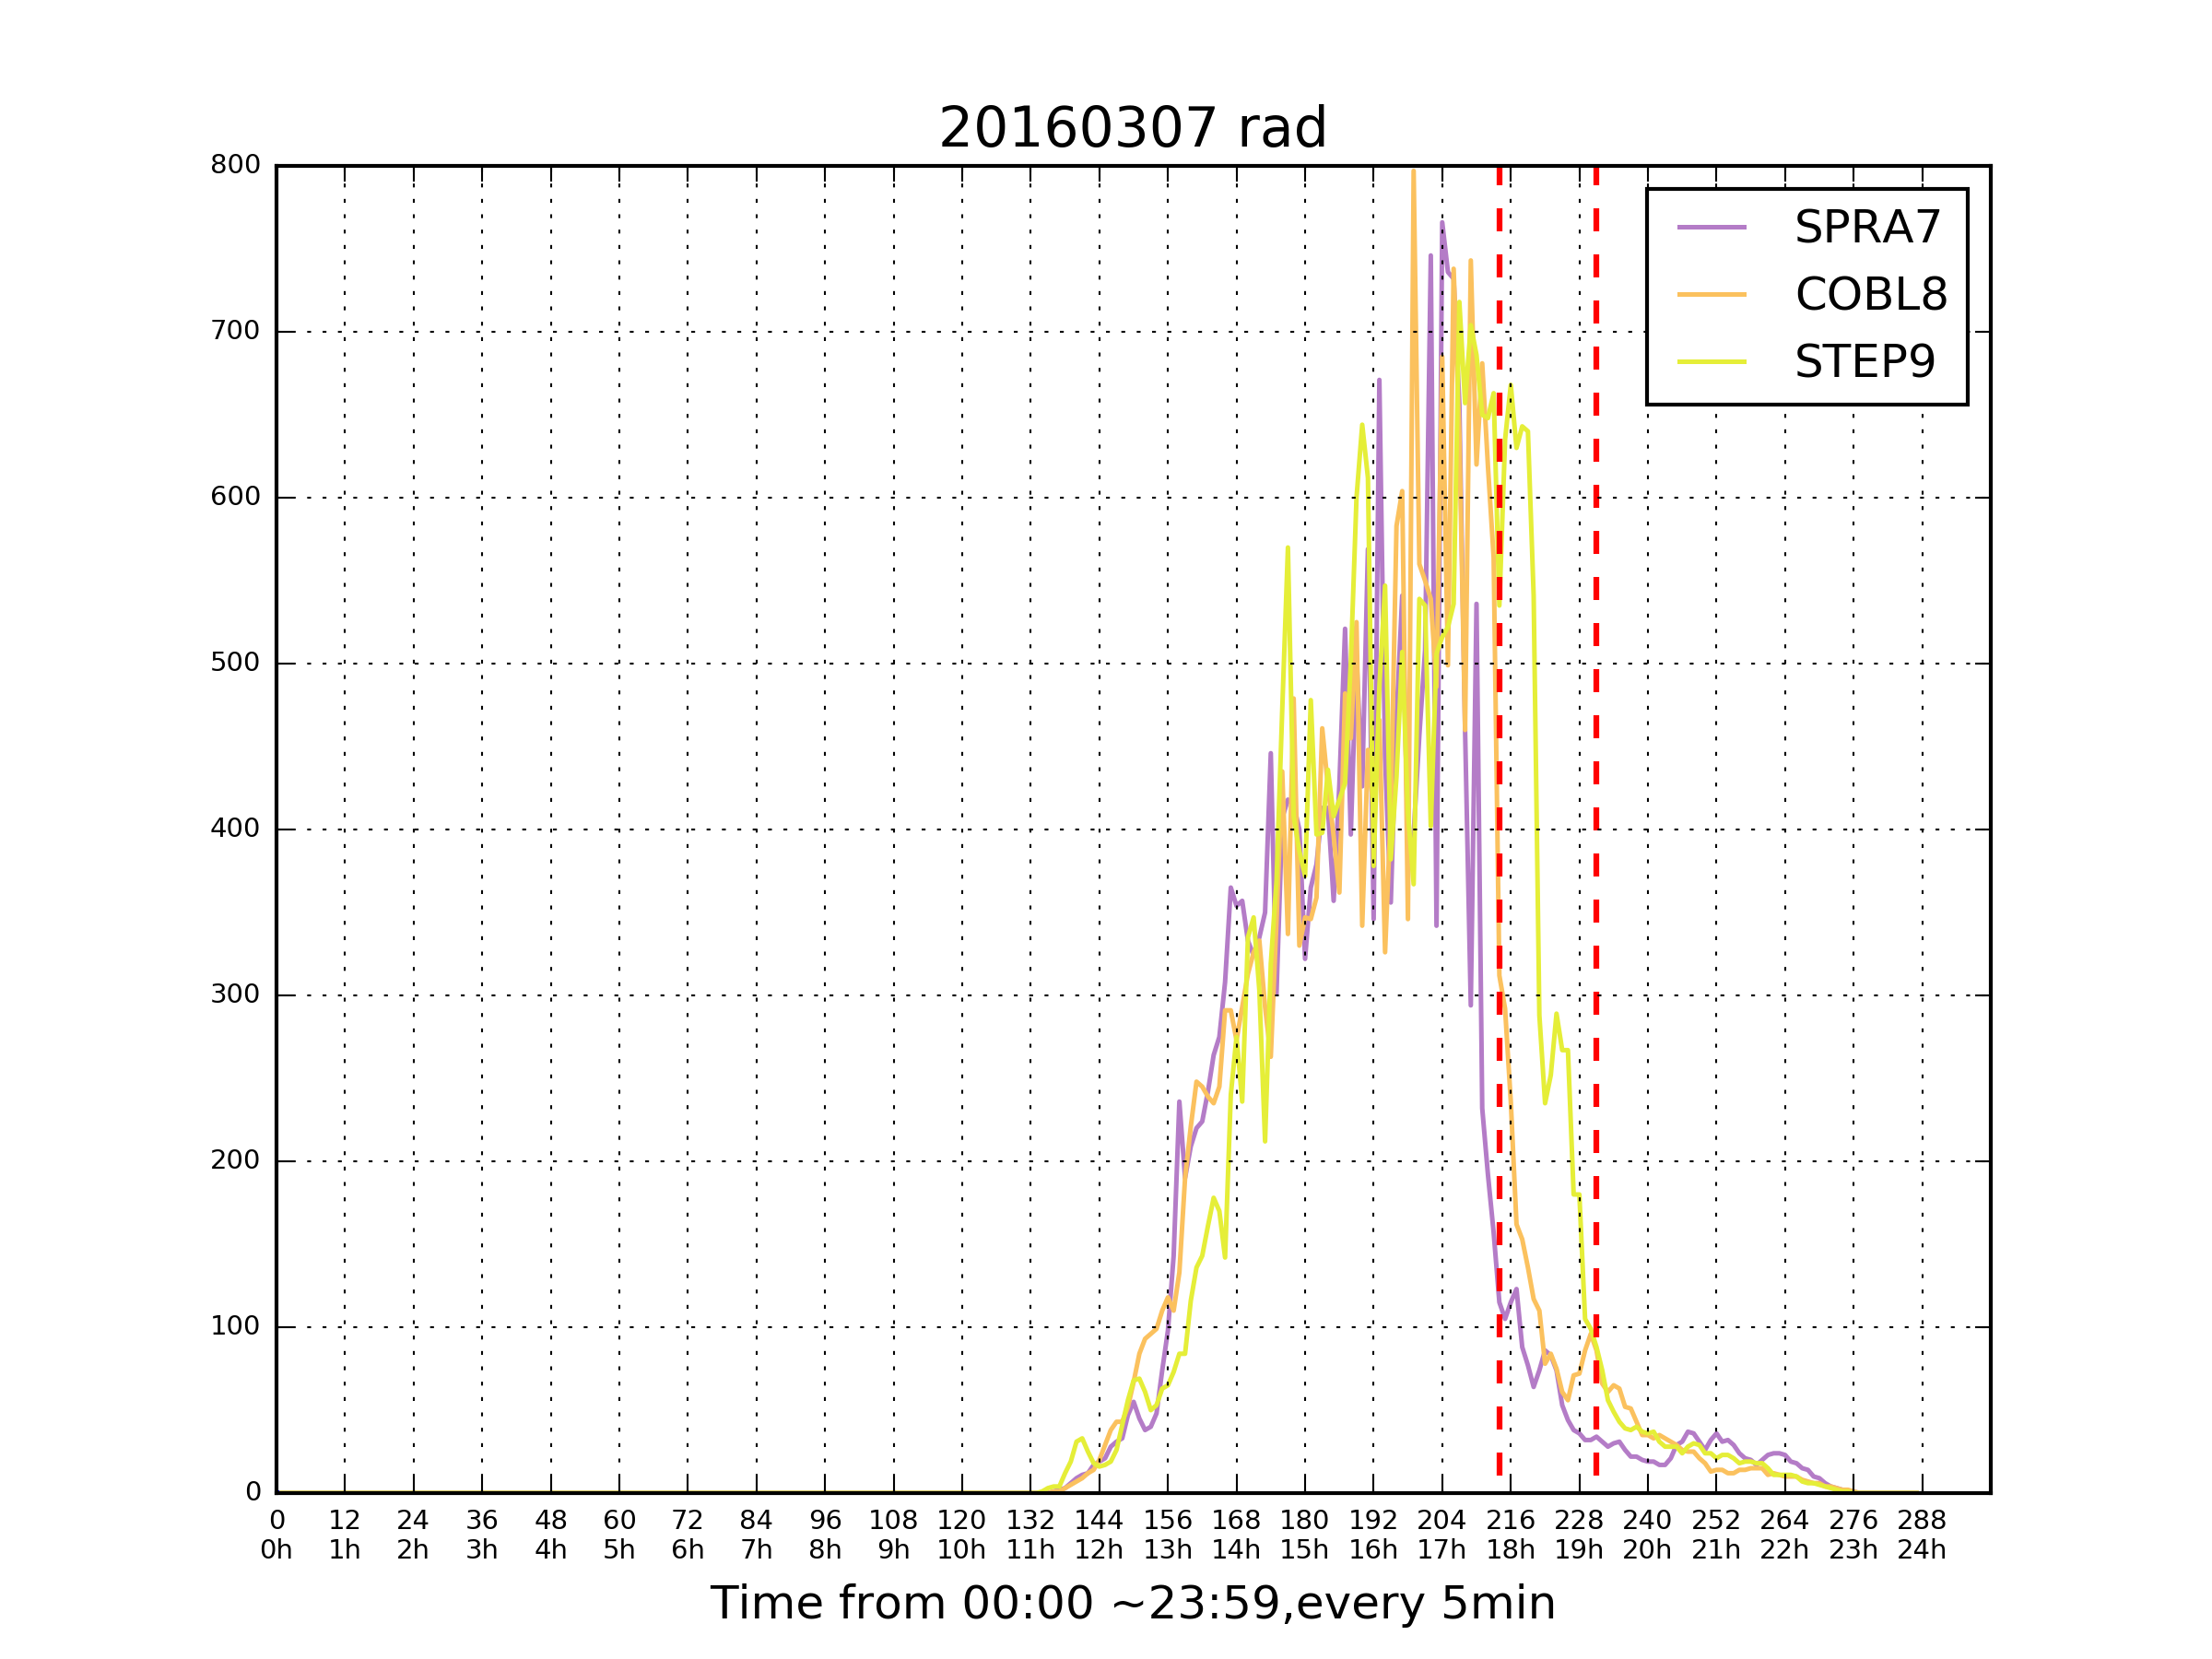 20160307 rad
800
700
600
500
400
300
200
100
0
SPRA7
COBL8
STEP9
0 12 24 36 48 60 72 84 96 108 120 132 144 156 168 180 192 204 216 228 240 252 264 276 288
0h 1h 2h 3h 4h 5h 6h 7h 8h 9h 10h 11h 12h 13h 14h 15h 16h 17h 18h 19h 20h 21h 22h 23h 24h
Time from 00:00 ~23:59,every 5min